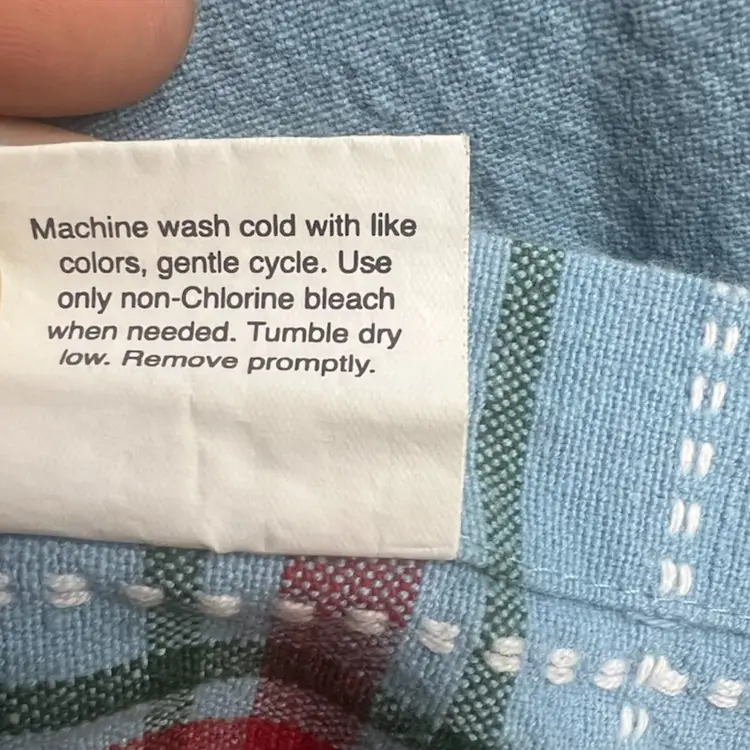 Machine wash cold with like
colors, gentle cycle. Use
only non-Chlorine bleach
when needed. Tumble dry
low. Remove promptly.